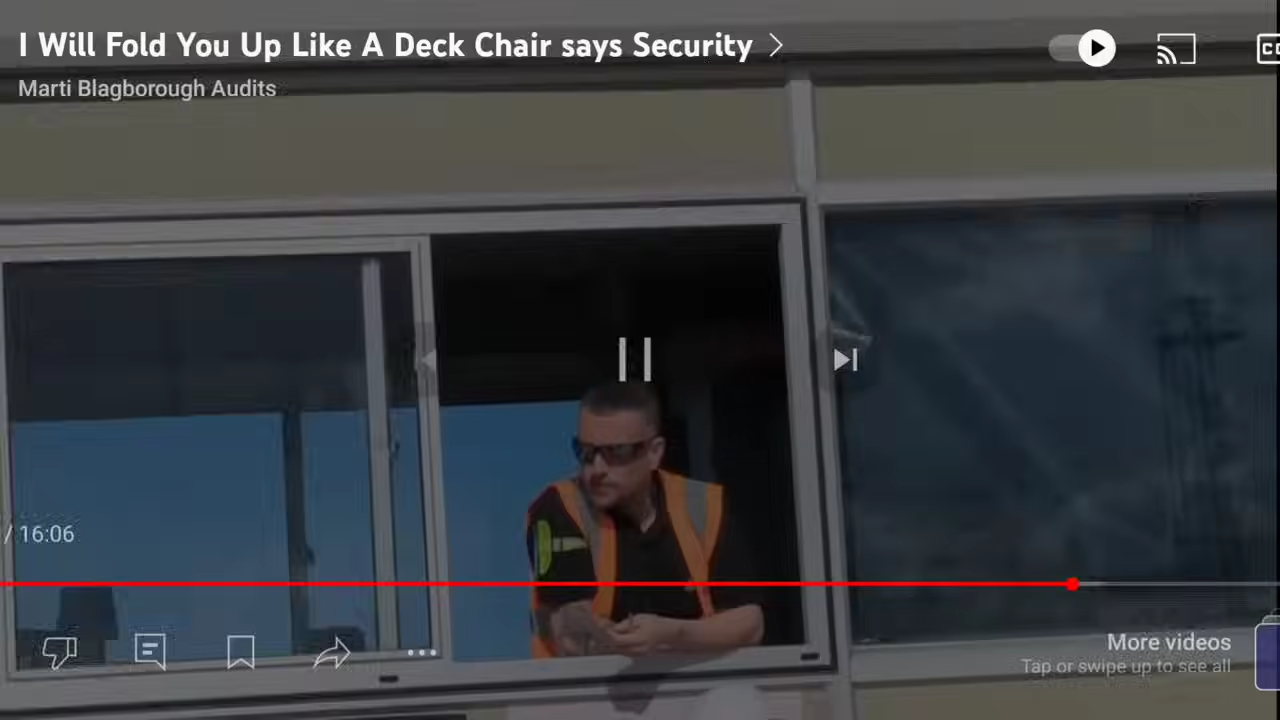 I Will Fold You Up Like A Deck Chair says Security
Marti Blagborough Audits
CC
/ 16:06
More videos
Tap or swipe up to see all